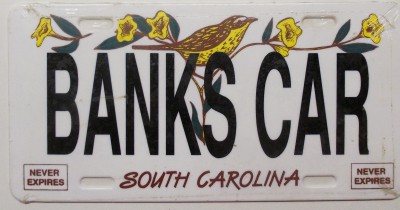 BANKS CAR
NEVER
EXPIRES
SOUTH CAROLINA
NEVER
EXPIRES